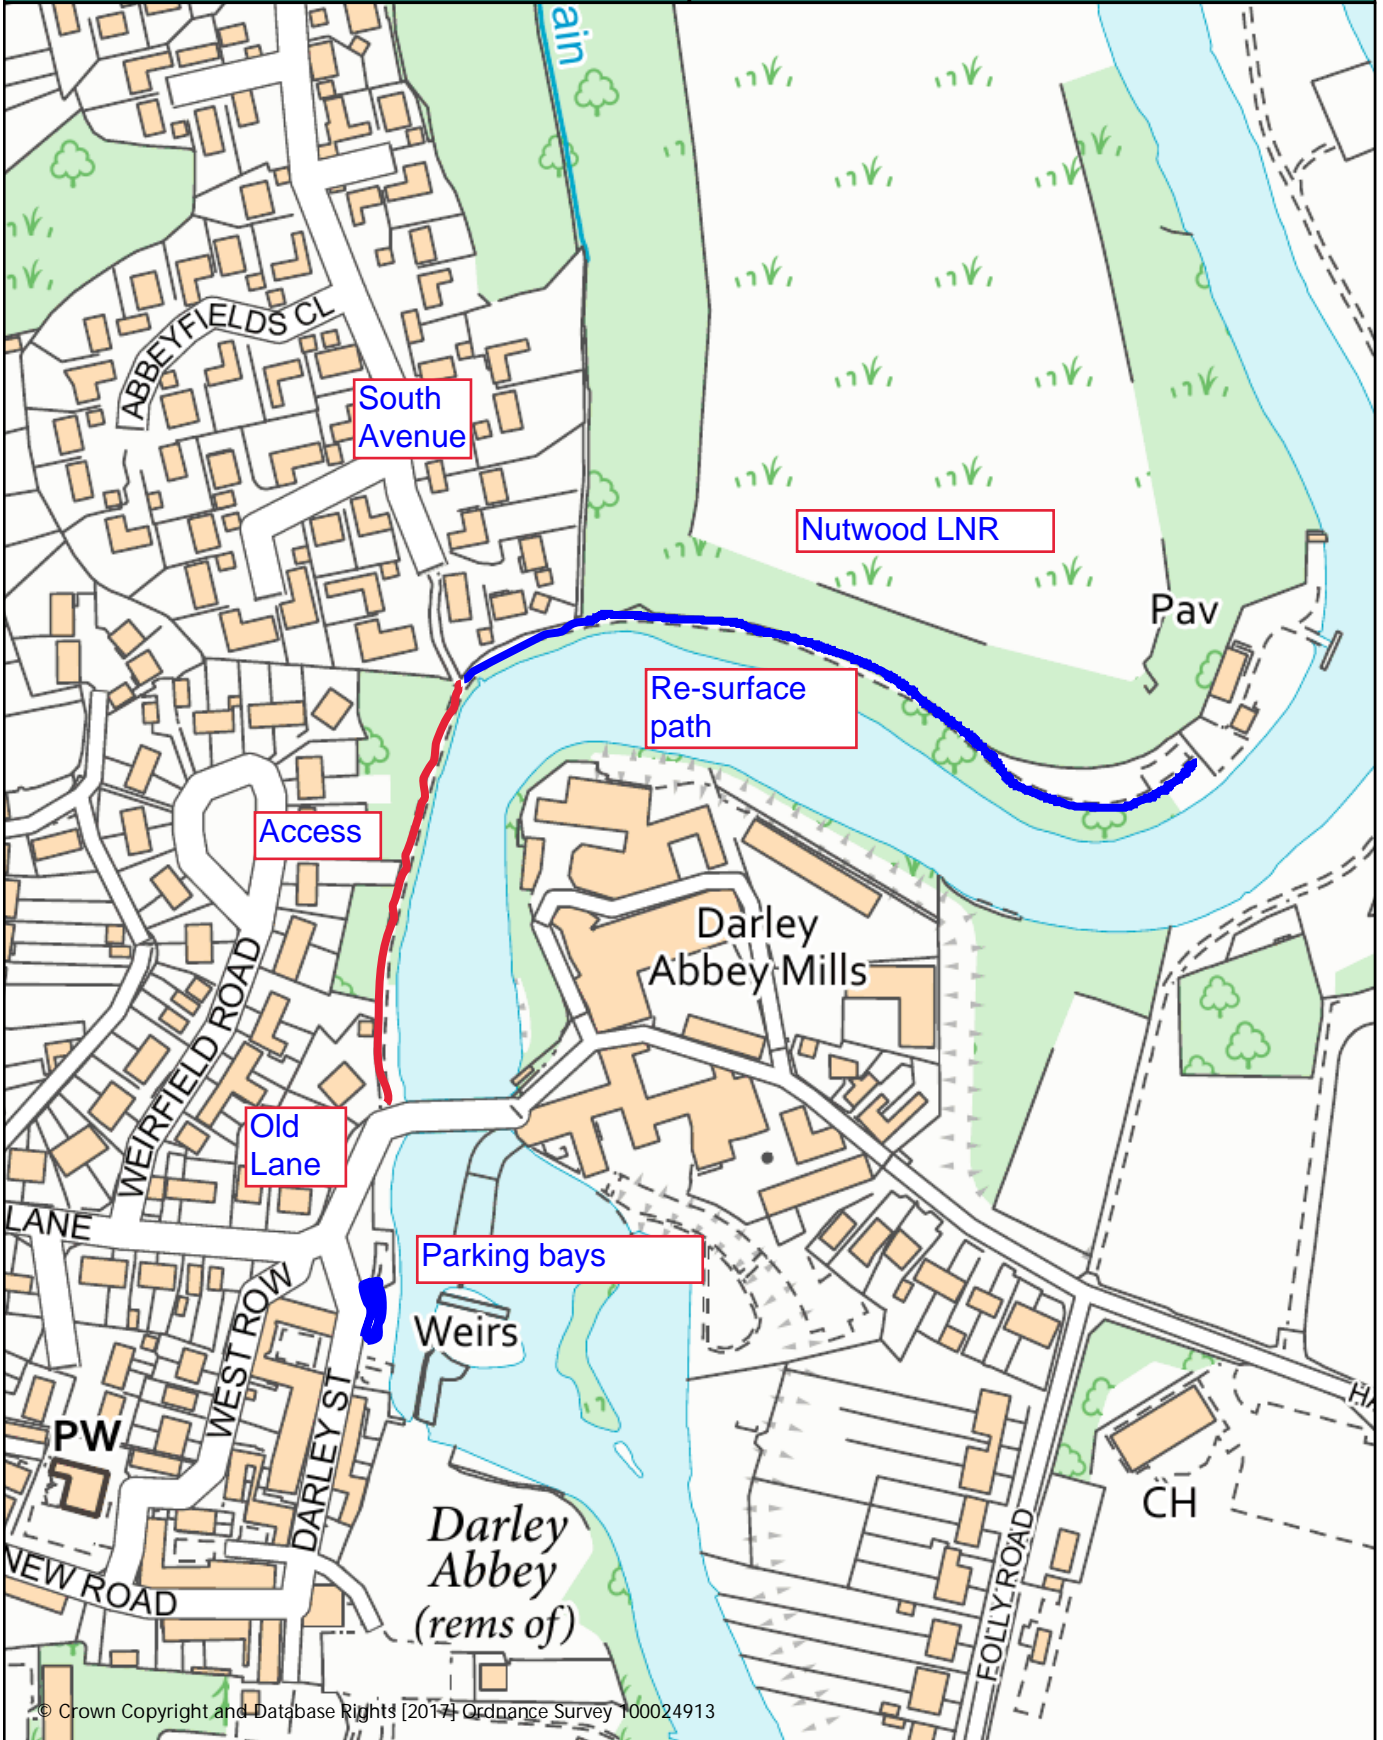 ain
ABBEYFIELDS CL
South
Avenue
Nutwood LNR
Pav
Re-surface
path
Access
Darley
Abbey Mills
WEIRFIELD ROAD
Old
Lane
LANE
Parking bays
WEST ROW
Weirs
DARLEY ST
PW
HA
CH
Darley
Abbey
(rems of)
NEW ROAD
FOLLY ROAD
© Crown Copyright and Database Rights [2017] Ordnance Survey 100024913